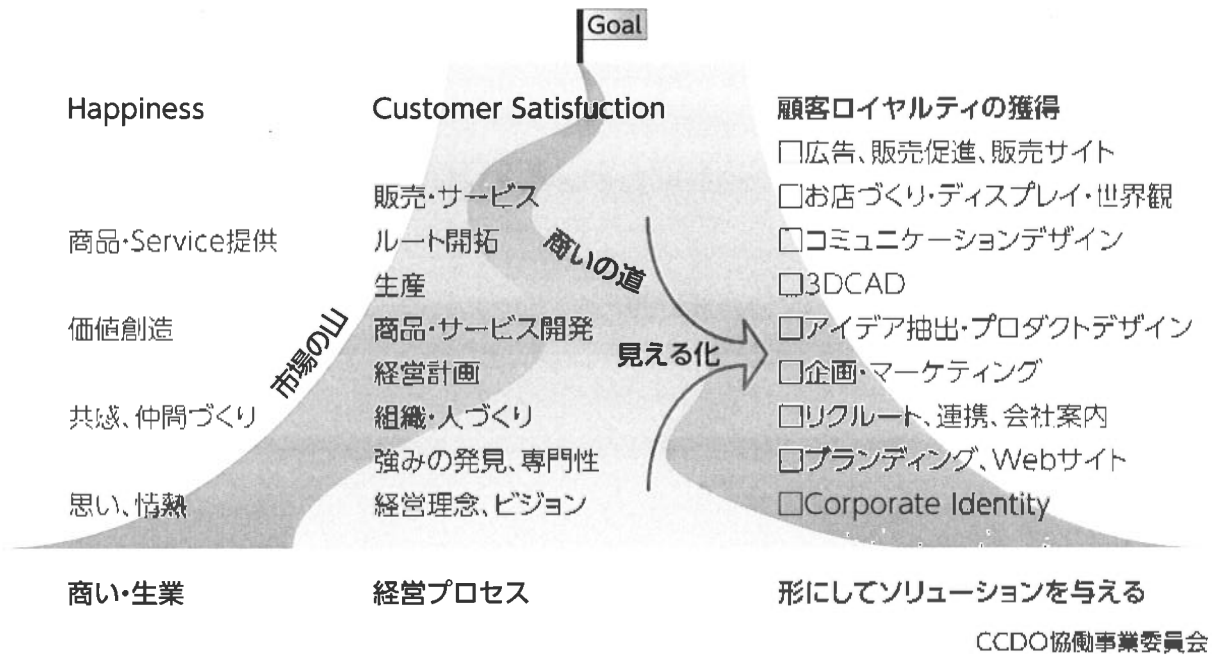 Goal
Happiness
Customer Satisfuction
顧客ロイヤルティの獲得
□広告、販売促進、販売サイト
販売・サービス
□お店づくり・ディスプレイ・世界観
商品・Service提供
ルート開拓
商いの道
□コミュニケーションデザイン
生産
□3DCAD
価値創造
市場の山
商品・サービス開発
見える化
□アイデア抽出・プロダクトデザイン
経営計画
□企画・マーケティング
共感、仲間づくり
組織・人づくり
□リクルート、連携、会社案内
強みの発見、専門性
□ブランディング、Webサイト
思い、情熱
経営理念、ビジョン
□Corporate Identity
商い・生業
経営プロセス
形にしてソリューションを与える
CCDO協働事業委員会